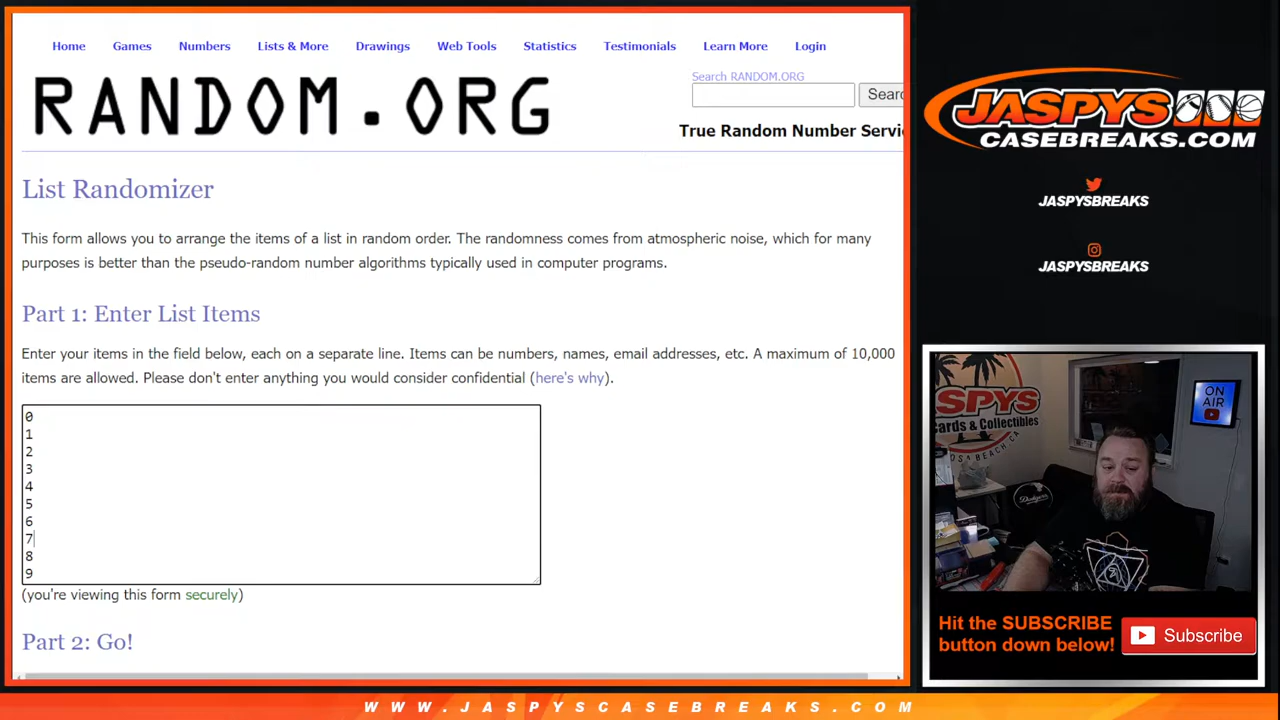 Home Games Numbers Lists & More Drawings Web Tools Statistics Testimonials Learn More Login
RANDOM.ORG
Search RANDOM.ORG
Searc
True Random Number Servi
List Randomizer
This form allows you to arrange the items of a list in random order. The randomness comes from atmospheric noise, which for many
purposes is better than the pseudo-random number algorithms typically used in computer programs.
Part 1: Enter List Items
Enter your items in the field below, each on a separate line. Items can be numbers, names, email addresses, etc. A maximum of 10,000
items are allowed. Please don't enter anything you would consider confidential (here's why).
0
1
2
3
4
5
6
7
8
9
(you're viewing this form securely)
Part 2: Go!
JASPYS
CASEBREAKS.COM
JASPYSBREAKS
JASPYSBREAKS
ASPYS
Cards & Collectibles
OSA BEACH CA
ON
AIR
Dodgers
Hit the SUBSCRIBE
button down below!
Subscribe
WWW.JASPYSCASEBREAKS.COM